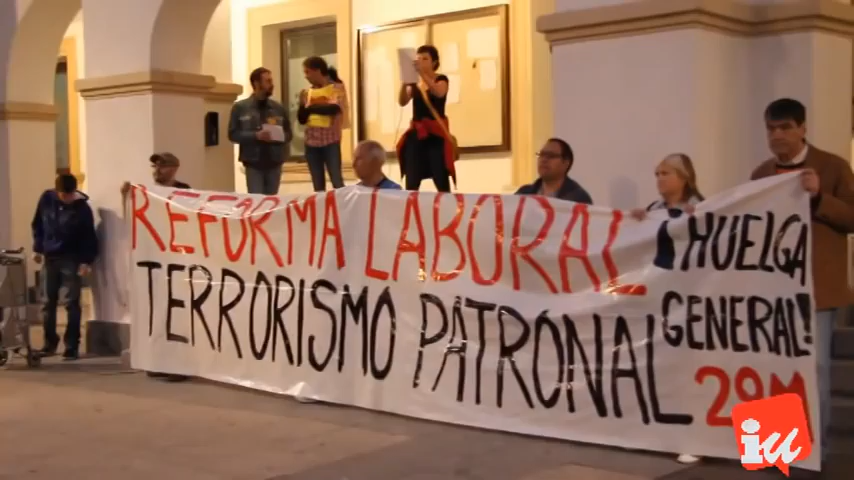 REFORMA LABORAL
TERRORISMO PATRONAL
¡HUELGA
GENERAL!
29M
iu